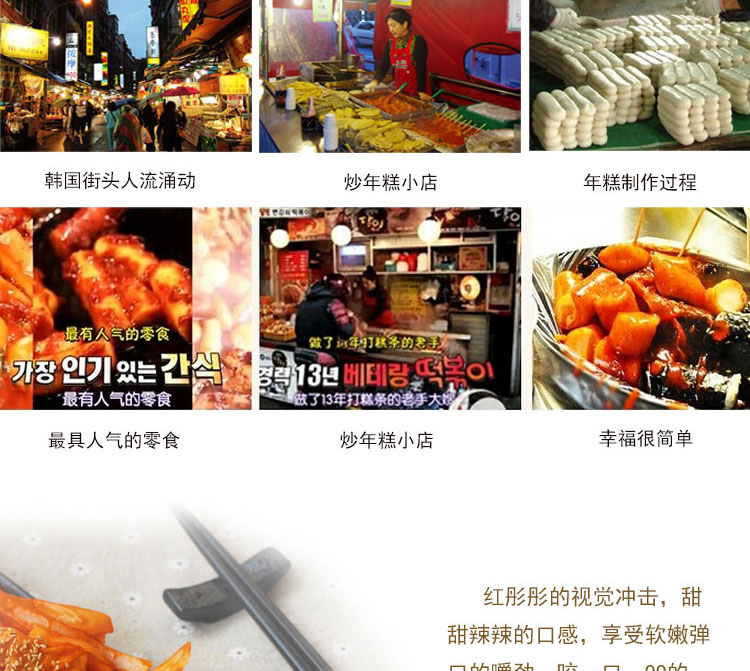 韩国街头人流涌动
炒年糕小店
年糕制作过程
最有人气的零食
가장 인기 있는 간식
最有人气的零食
做了13年打糕条的老手
경력 13년 베테랑 떡볶이
做了13年打糕条的老手大嫂
最具人气的零食
炒年糕小店
幸福很简单
红彤彤的视觉冲击，甜
甜辣辣的口感，享受软嫩弹